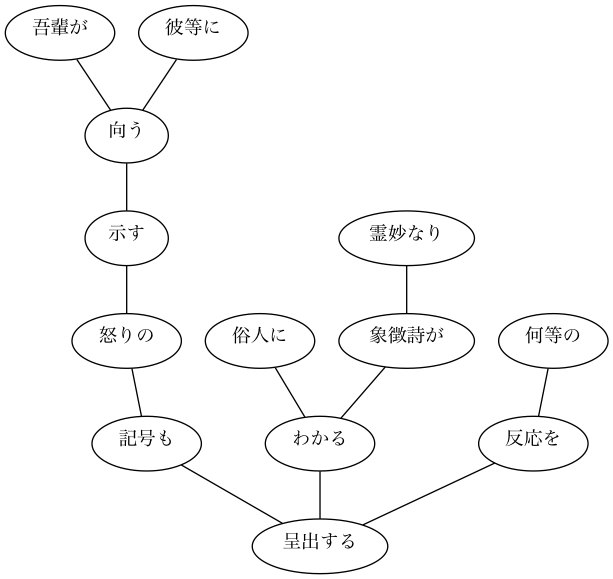 吾輩が
彼等に
向う
示す
霊妙なり
怒りの
俗人に
象徴詩が
何等の
記号も
わかる
反応を
呈出する